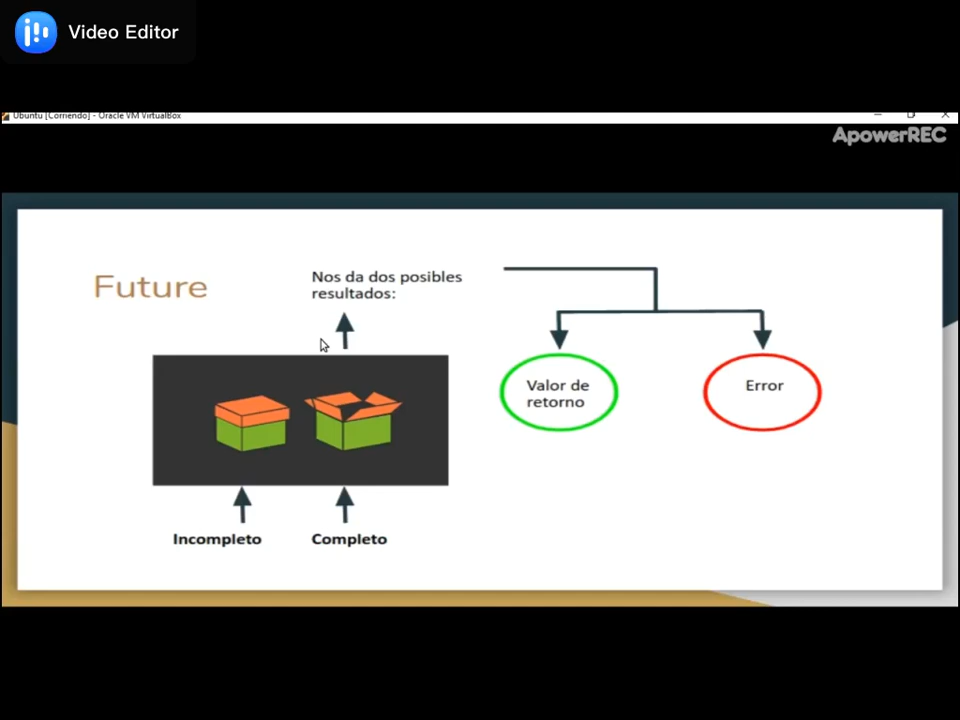 Video Editor
Ubuntu [Corriendo] - Oracle VM VirtualBox
ApowerREC
Future
Nos da dos posibles
resultados:
Valor de
retorno
Error
Incompleto
Completo